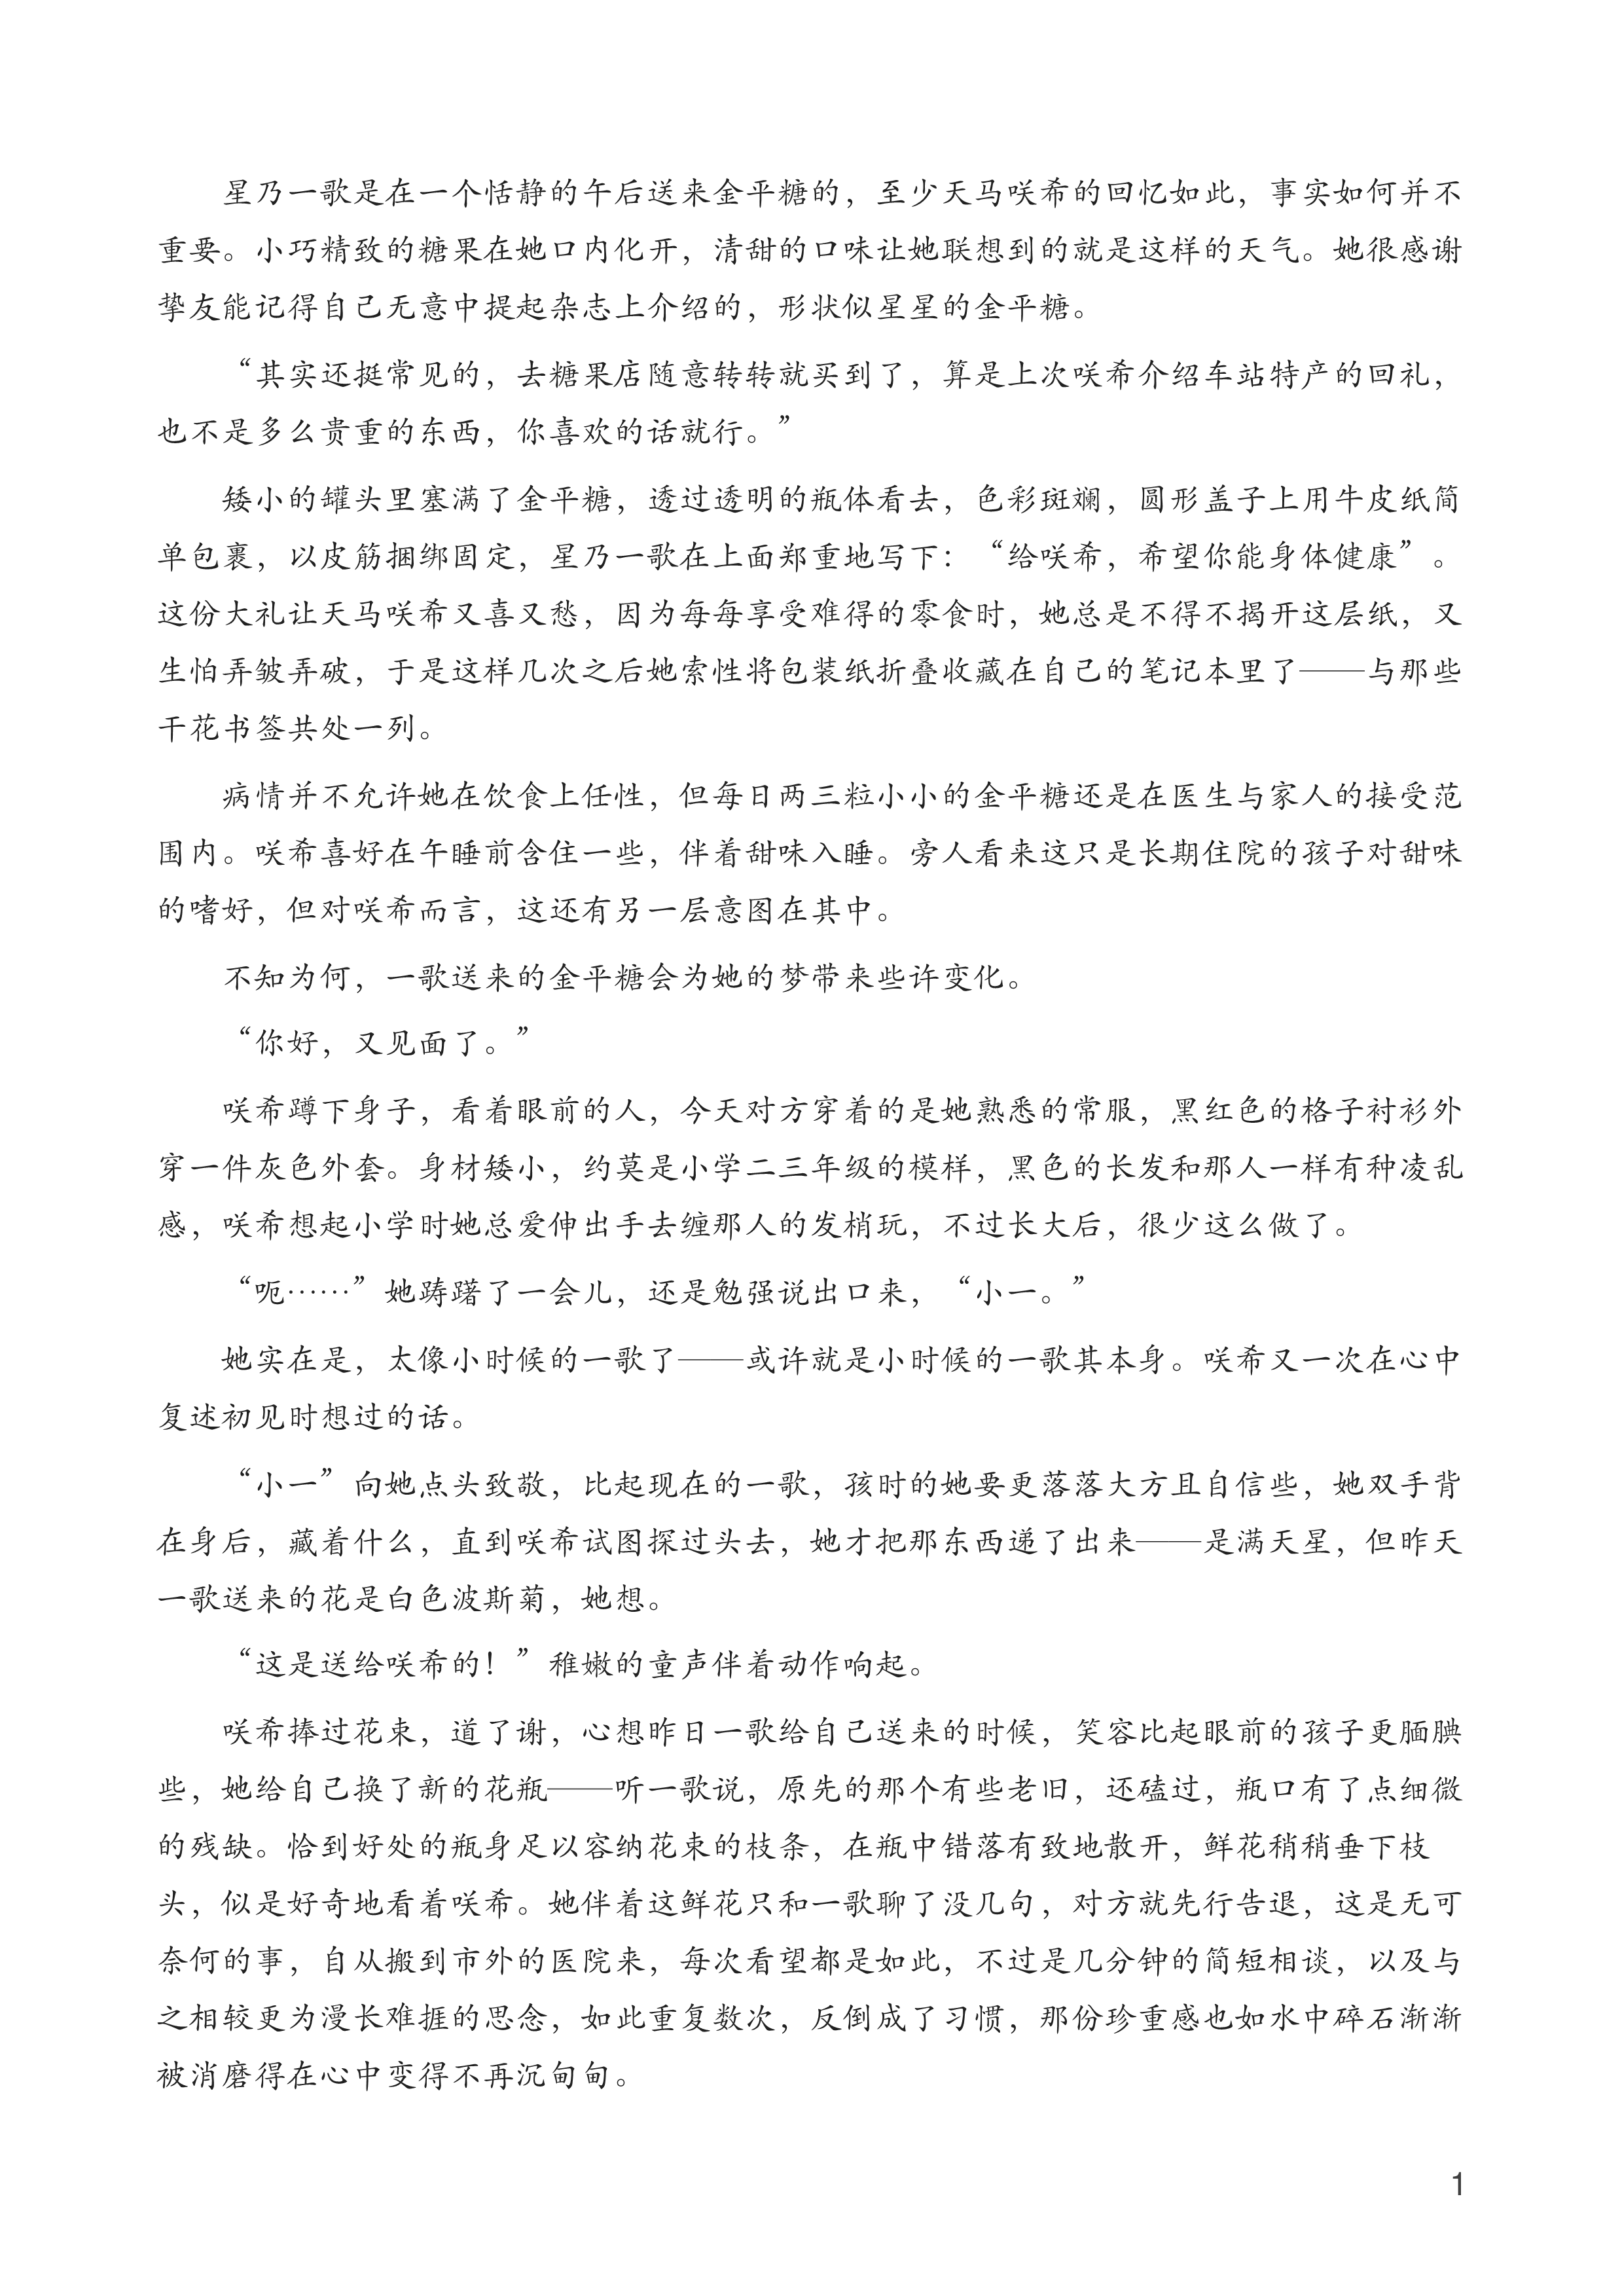 星乃一歌是在一个恬静的午后送来金平糖的，至少天马咲希的回忆如此，事实如何并不
重要。小巧精致的糖果在她口内化开，清甜的口味让她联想到的就是这样的天气。她很感谢
挚友能记得自己无意中提起杂志上介绍的，形状似星星的金平糖。
“其实还挺常见的，去糖果店随意转转就买到了，算是上次咲希介绍车站特产的回礼，
也不是多么贵重的东西，你喜欢的话就行。”
矮小的罐头里塞满了金平糖，透过透明的瓶体看去，色彩斑斓，圆形盖子上用牛皮纸简
单包裹，以皮筋捆绑固定，星乃一歌在上面郑重地写下：“给咲希，希望你能身体健康”。
这份大礼让天马咲希又喜又愁，因为每每享受难得的零食时，她总是不得不揭开这层纸，又
生怕弄皱弄破，于是这样几次之后她索性将包装纸折叠收藏在自己的笔记本里了——与那些
干花书签共处一列。
病情并不允许她在饮食上任性，但每日两三粒小小的金平糖还是在医生与家人的接受范
围内。咲希喜好在午睡前含住一些，伴着甜味入睡。旁人看来这只是长期住院的孩子对甜味
的嗜好，但对咲希而言，这还有另一层意图在其中。
不知为何，一歌送来的金平糖会为她的梦带来些许变化。
“你好，又见面了。”
咲希蹲下身子，看着眼前的人，今天对方穿着的是她熟悉的常服，黑红色的格子衬衫外
穿一件灰色外套。身材矮小，约莫是小学二三年级的模样，黑色的长发和那人一样有种凌乱
感，咲希想起小学时她总爱伸出手去缠那人的发梢玩，不过长大后，很少这么做了。
“呃……”她踌躇了一会儿，还是勉强说出口来，“小一。”
她实在是，太像小时候的一歌了——或许就是小时候的一歌其本身。咲希又一次在心中
复述初见时想过的话。
“小一”向她点头致敬，比起现在的一歌，孩时的她要更落落大方且自信些，她双手背
在身后，藏着什么，直到咲希试图探过头去，她才把那东西递了出来——是满天星，但昨天
一歌送来的花是白色波斯菊，她想。
“这是送给咲希的！”稚嫩的童声伴着动作响起。
咲希捧过花束，道了谢，心想昨日一歌给自己送来的时候，笑容比起眼前的孩子更腼腆
些，她给自己换了新的花瓶——听一歌说，原先的那个有些老旧，还磕过，瓶口有了点细微
的残缺。恰到好处的瓶身足以容纳花束的枝条，在瓶中错落有致地散开，鲜花稍稍垂下枝
头，似是好奇地看着咲希。她伴着这鲜花只和一歌聊了没几句，对方就先行告退，这是无可
奈何的事，自从搬到市外的医院来，每次看望都是如此，不过是几分钟的简短相谈，以及与
之相较更为漫长难捱的思念，如此重复数次，反倒成了习惯，那份珍重感也如水中碎石渐渐
被消磨得在心中变得不再沉甸甸。
1